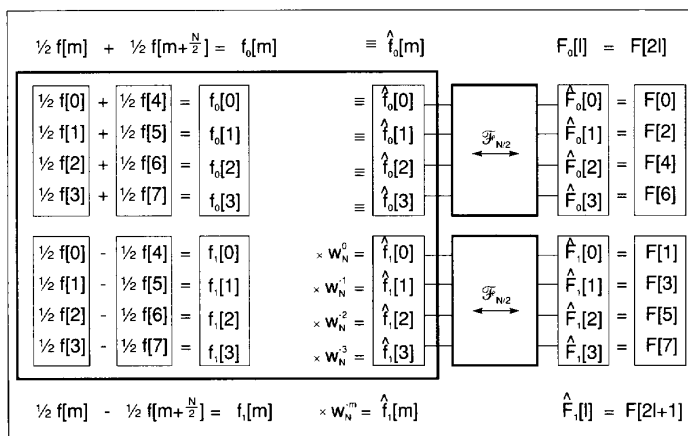 ½ f[m] + ½ f[m+N/2] = f₀[m] ≡ f̂₀[m] F₀[l] = F[2l]
½ f[0] + ½ f[4] = f₀[0] ≡ f̂₀[0] F̂₀[0] = F[0]
½ f[1] + ½ f[5] = f₀[1] ≡ f̂₀[1] F̂₀[1] = F[2]
ℱN/2
½ f[2] + ½ f[6] = f₀[2] ≡ f̂₀[2] ↔ F̂₀[2] = F[4]
½ f[3] + ½ f[7] = f₀[3] ≡ f̂₀[3] F̂₀[3] = F[6]
½ f[0] - ½ f[4] = f₁[0] × W_N^0 = f̂₁[0] F̂₁[0] = F[1]
½ f[1] - ½ f[5] = f₁[1] × W_N^-1 = f̂₁[1] F̂₁[1] = F[3]
ℱN/2
½ f[2] - ½ f[6] = f₁[2] × W_N^-2 = f̂₁[2] ↔ F̂₁[2] = F[5]
½ f[3] - ½ f[7] = f₁[3] × W_N^-3 = f̂₁[3] F̂₁[3] = F[7]
½ f[m] - ½ f[m+N/2] = f₁[m] × W_N^-m = f̂₁[m] F̂₁[l] = F[2l+1]